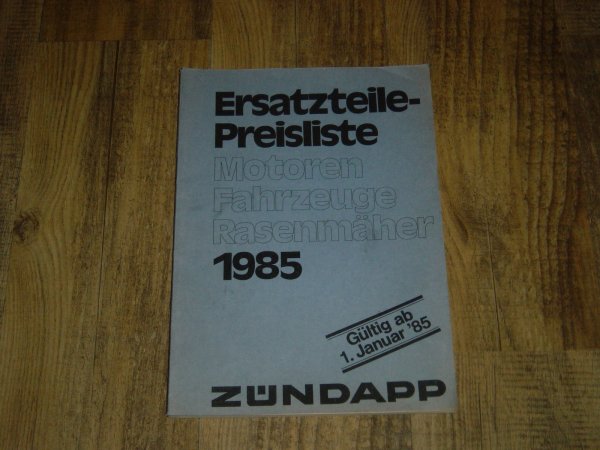 Ersatzteile-
Preisliste
Motoren
Fahrzeuge
Rasenmäher
1985
Gültig ab
1. Januar '85
ZÜNDAPP